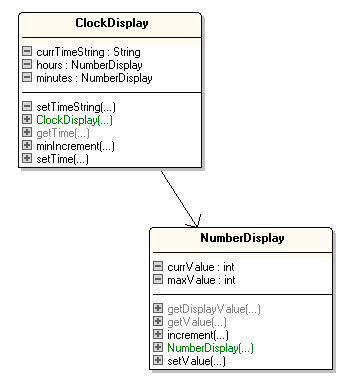 ClockDisplay
currTimeString : String
hours : NumberDisplay
minutes : NumberDisplay
setTimeString(...)
ClockDisplay(...)
getTime(...)
minIncrement(...)
setTime(...)
NumberDisplay
currValue : int
maxValue : int
getDisplayValue(...)
getValue(...)
increment(...)
NumberDisplay(...)
setValue(...)